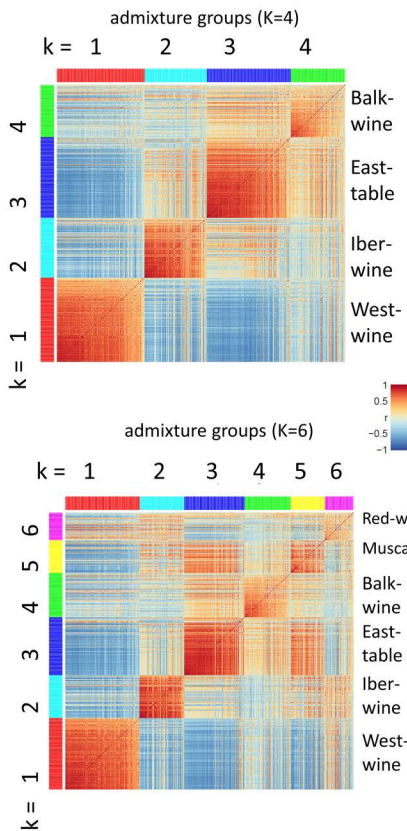 admixture groups (K=4)
k = 1 2 3 4
4
Balk-
wine
3
East-
table
2
Iber-
wine
k = 1
West-
wine
1
0.5
r
−0.5
−1
admixture groups (K=6)
k = 1 2 3 4 5 6
6
Red-w
5
Musca
4
Balk-
wine
3
East-
table
2
Iber-
wine
k = 1
West-
wine